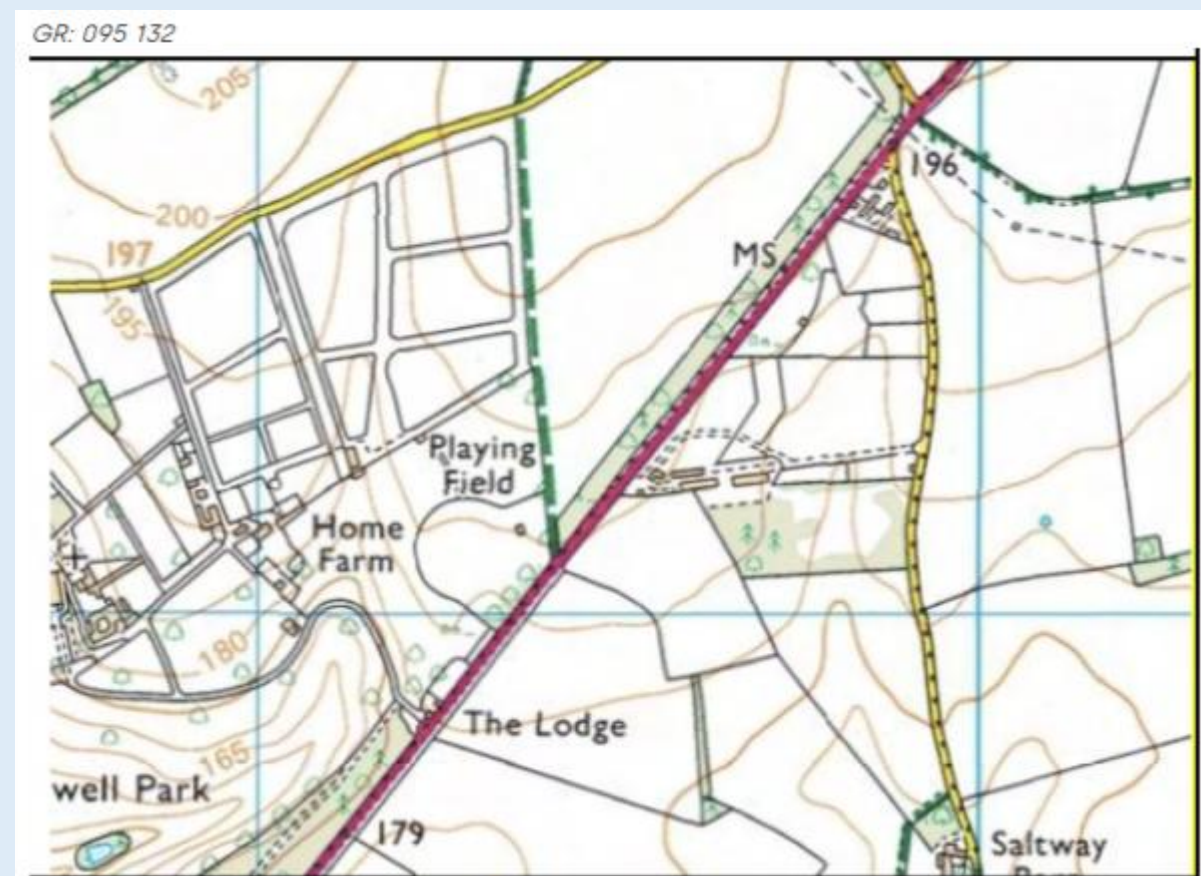 GR: 095 132
205
196
200
197
MS
195
Playing
Field
Home
Farm
180
The Lodge
165
well Park
179
Saltway